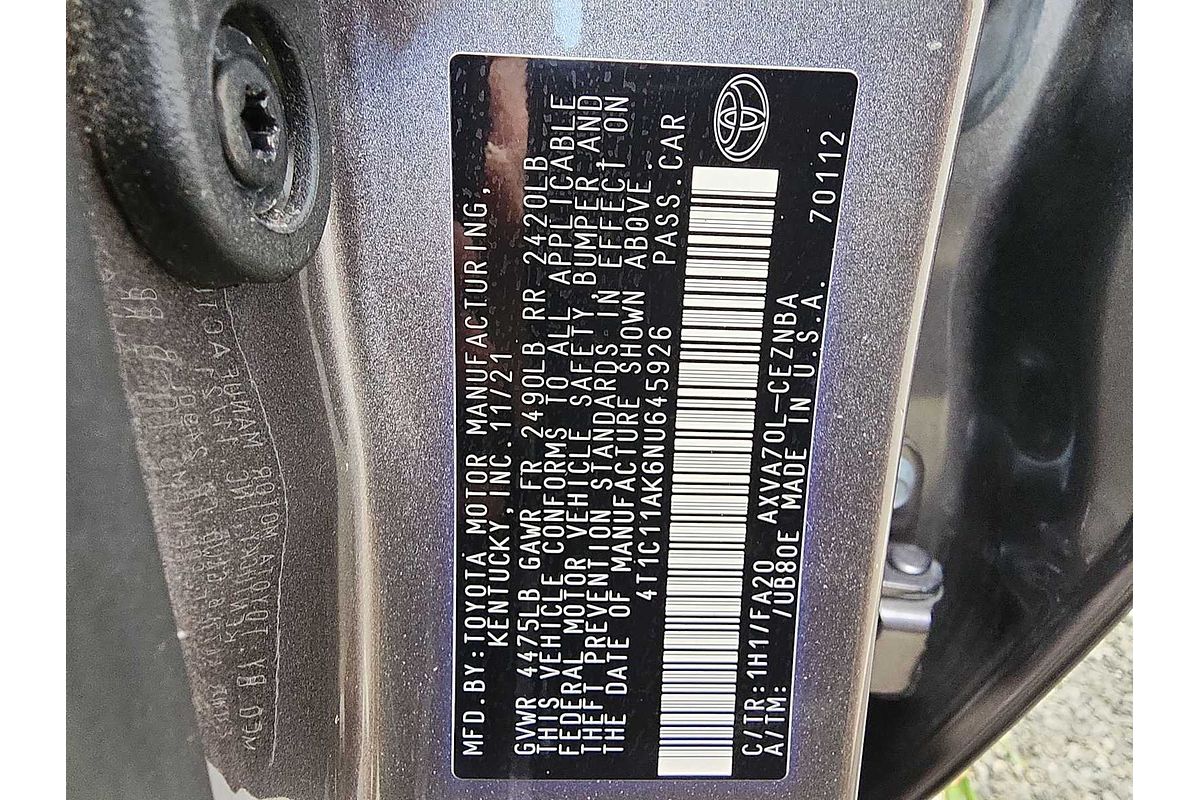 MFD.BY:TOYOTA MOTOR MANUFACTURING,
KENTUCKY,INC. 11/21
GVWR 4475LB GAWR FR 2490LB RR 2420LB
THIS VEHICLE CONFORMS TO ALL APPLICABLE
FEDERAL MOTOR VEHICLE SAFETY,BUMPER,AND
THEFT PREVENTION STANDARDS IN EFFECT ON
THE DATE OF MANUFACTURE SHOWN ABOVE.
4T1C11AK6NU645926 PASS.CAR
C/TR:1H1/FA20 AXVA70L-CEZNBA
A/TM: /UB80E MADE IN U.S.A. 70112